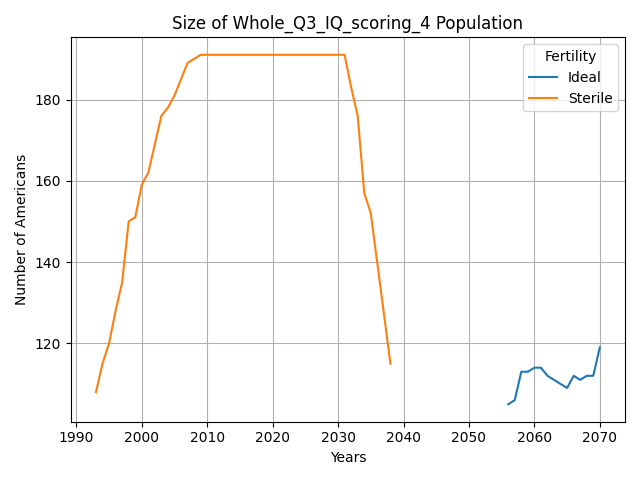 Size of Whole_Q3_IQ_scoring_4 Population
Fertility
Ideal
Sterile
Number of Americans
180
160
140
120
1990 2000 2010 2020 2030 2040 2050 2060 2070
Years